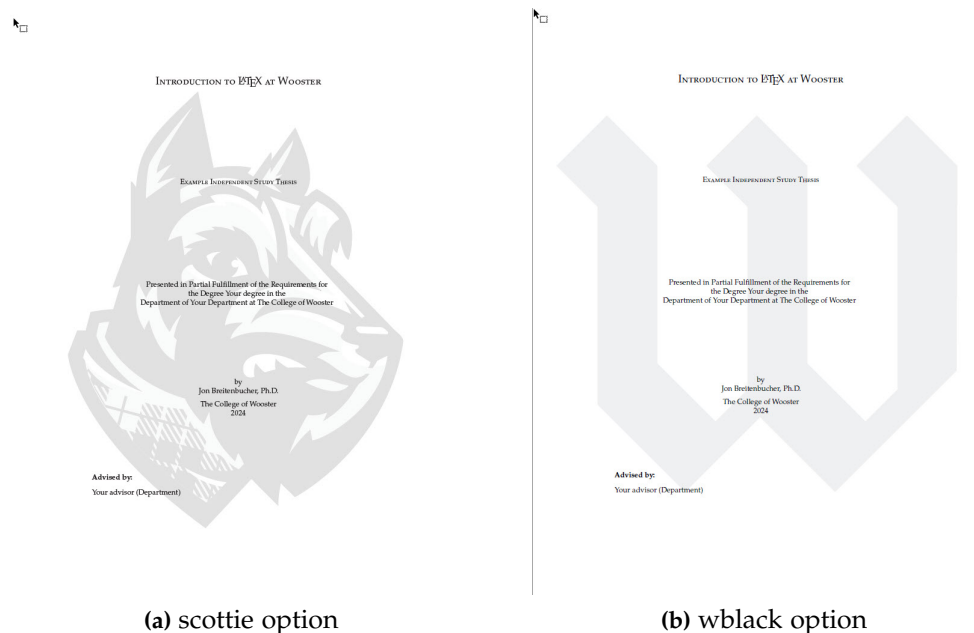 Introduction to LaTeX at Wooster
Example Independent Study Thesis
Presented in Partial Fulfillment of the Requirements for
the Degree Your degree in the
Department of Your Department at The College of Wooster
by
Jon Breitenbucher, Ph.D.
The College of Wooster
2024
Advised by:
Your advisor (Department)
(a) scottie option
Introduction to LaTeX at Wooster
Example Independent Study Thesis
Presented in Partial Fulfillment of the Requirements for
the Degree Your degree in the
Department of Your Department at The College of Wooster
by
Jon Breitenbucher, Ph.D.
The College of Wooster
2024
Advised by:
Your advisor (Department)
(b) wblack option